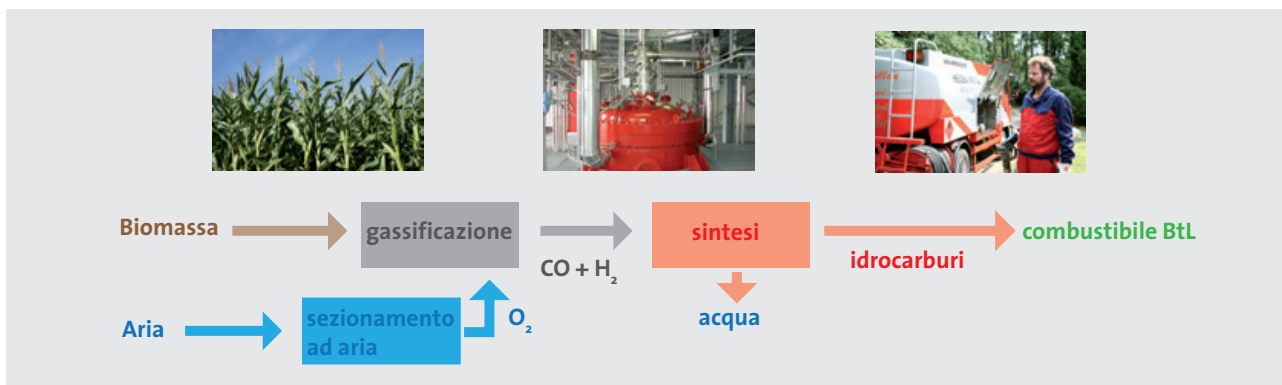 Biomassa
gassificazione
CO + H₂
sintesi
idrocarburi
combustibile BtL
Aria
sezionamento
ad aria
O₂
acqua